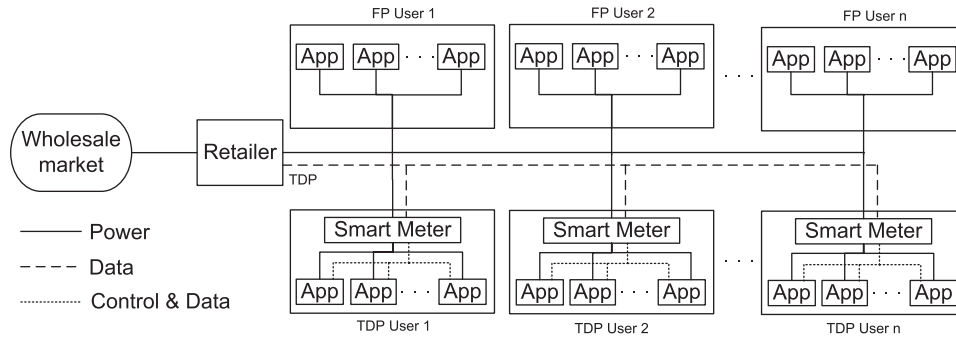 FP User 1
FP User 2
FP User n
App App · · · App
App App · · · App
App App · · · App
· · · ·
Wholesale
market
Retailer
TDP
Smart Meter
Smart Meter
Smart Meter
Power
Data
Control & Data
· · · ·
App App · · · App
App App · · · App
App App · · · App
TDP User 1
TDP User 2
TDP User n